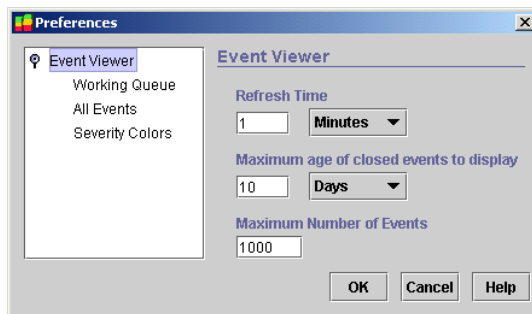 Preferences
Event Viewer
Working Queue
All Events
Severity Colors
Event Viewer
Refresh Time
1 Minutes
Maximum age of closed events to display
10 Days
Maximum Number of Events
1000
OK Cancel Help